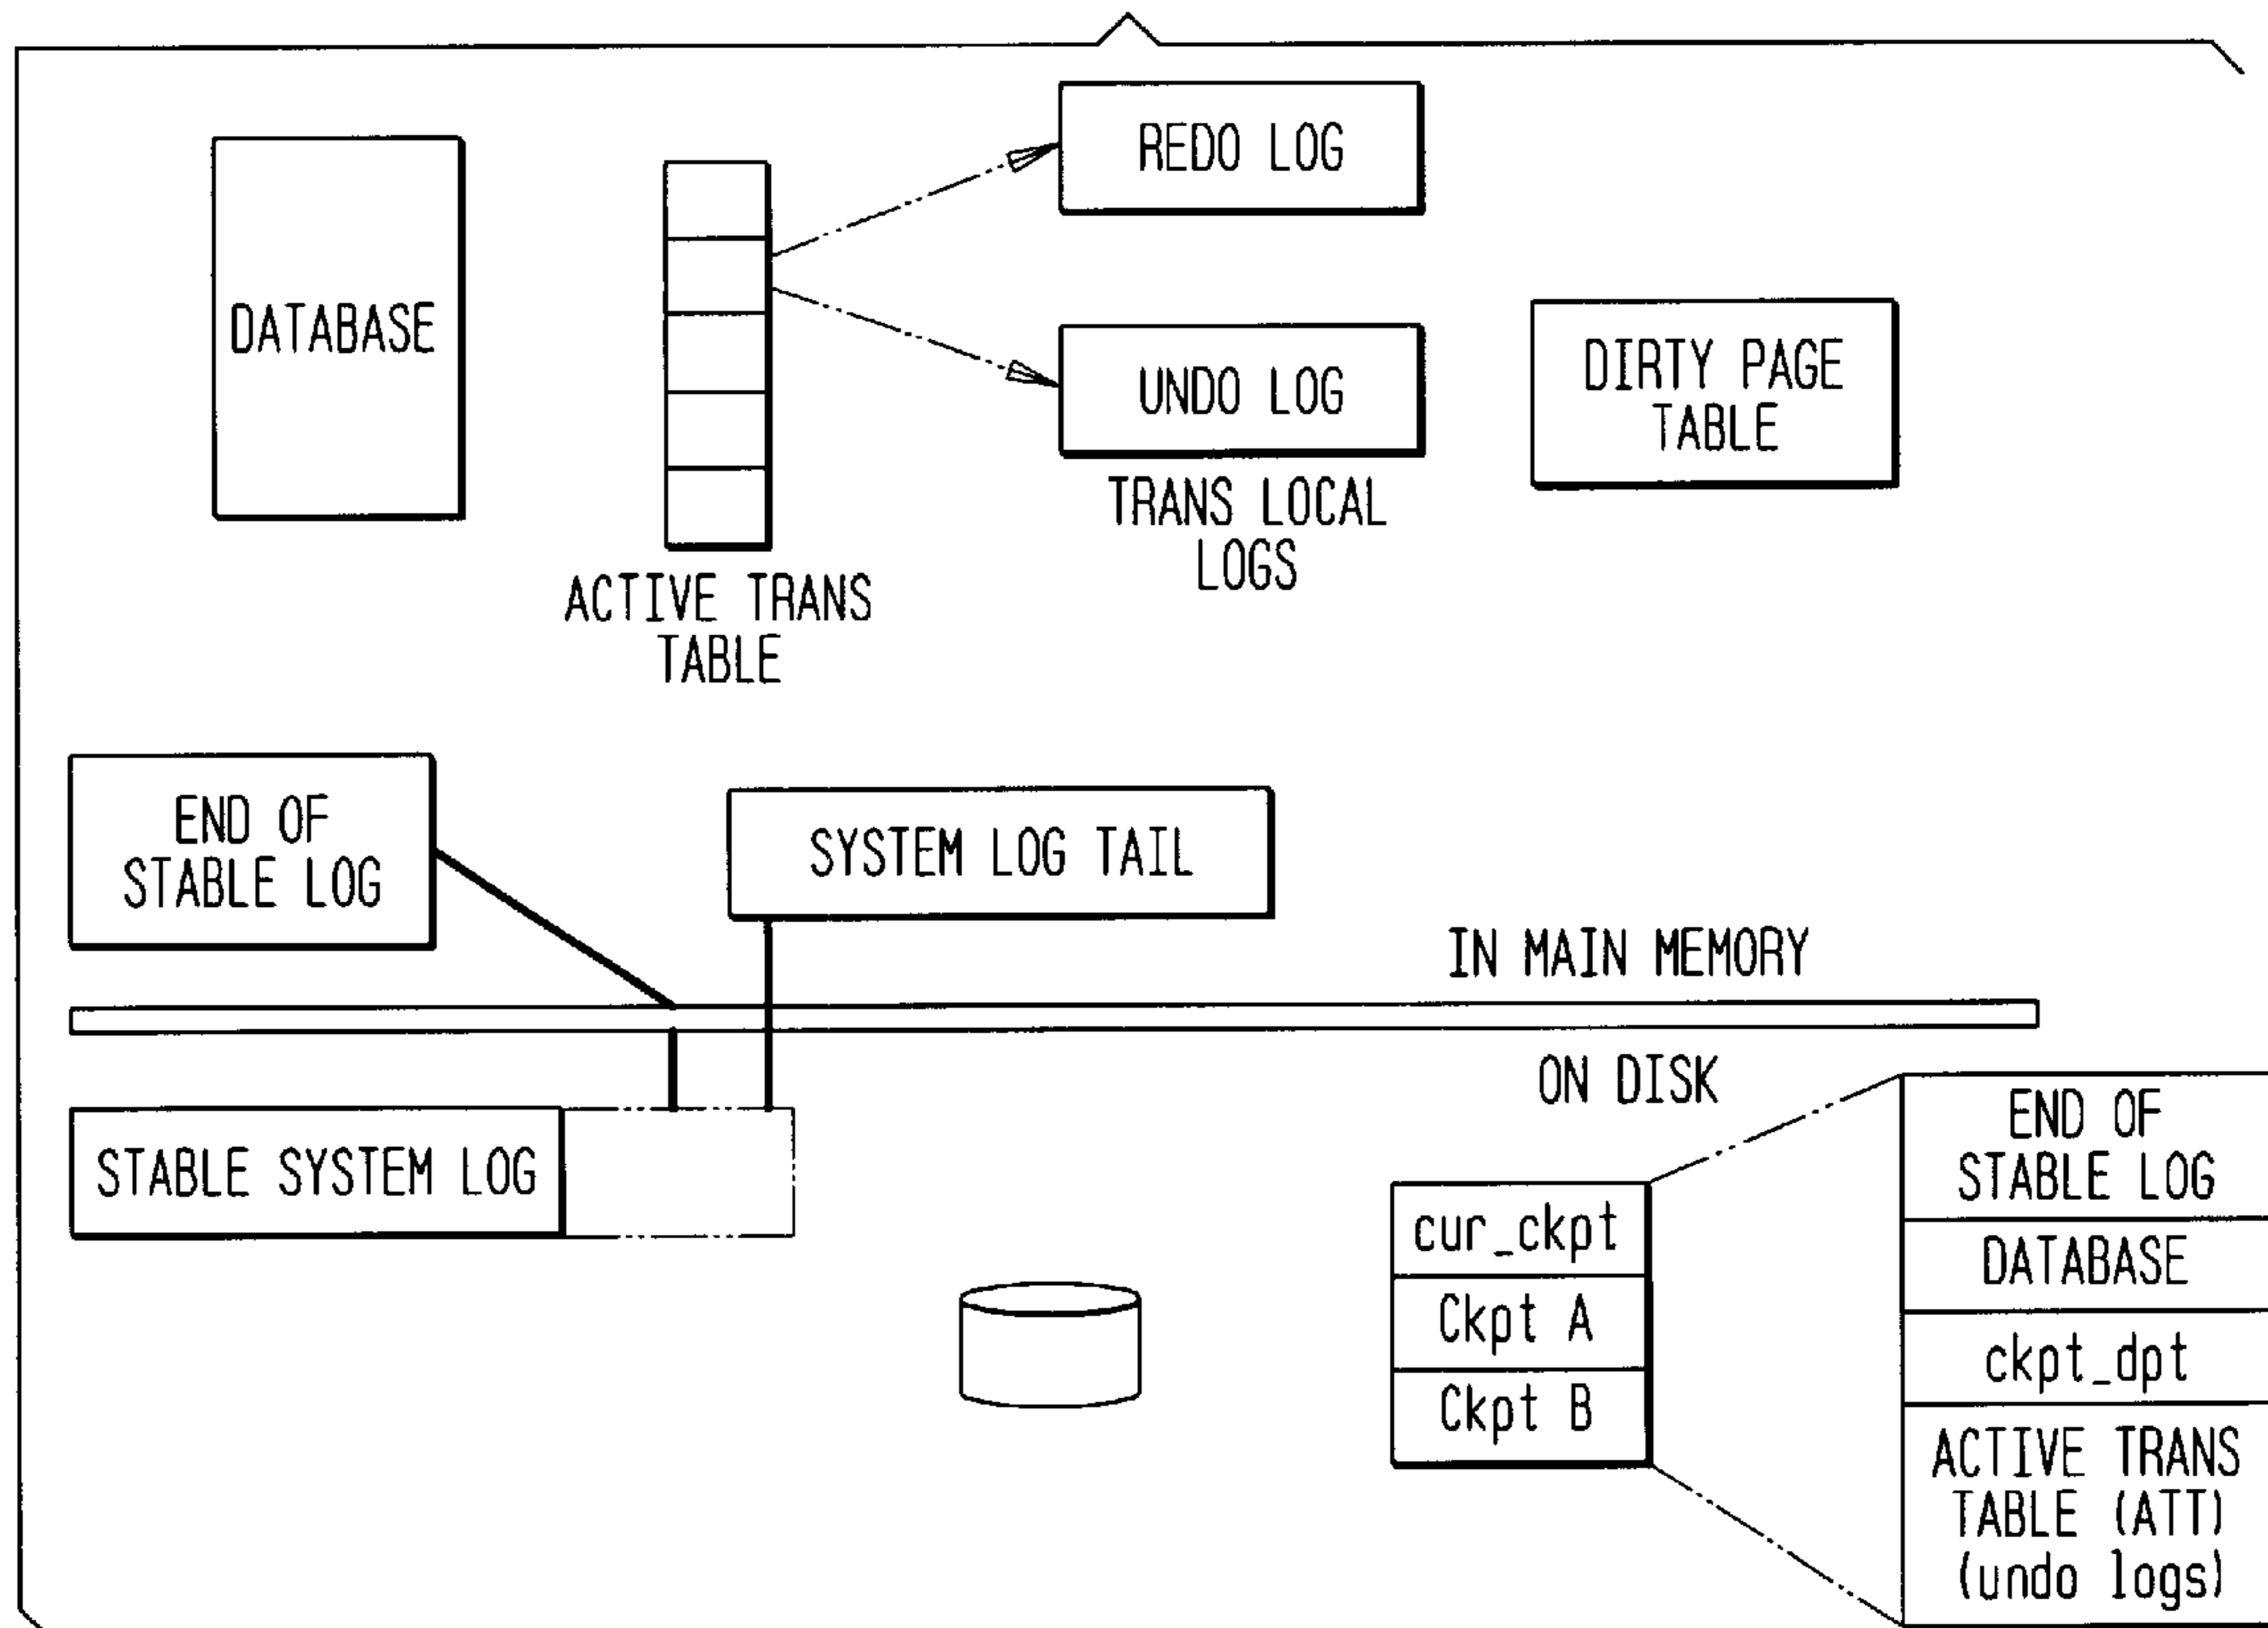 REDO LOG
DATABASE
UNDO LOG
DIRTY PAGE
TABLE
TRANS LOCAL
LOGS
ACTIVE TRANS
TABLE
END OF
STABLE LOG
SYSTEM LOG TAIL
IN MAIN MEMORY
ON DISK
STABLE SYSTEM LOG
cur_ckpt
Ckpt A
Ckpt B
END OF
STABLE LOG
DATABASE
ckpt_dpt
ACTIVE TRANS
TABLE (ATT)
(undo logs)